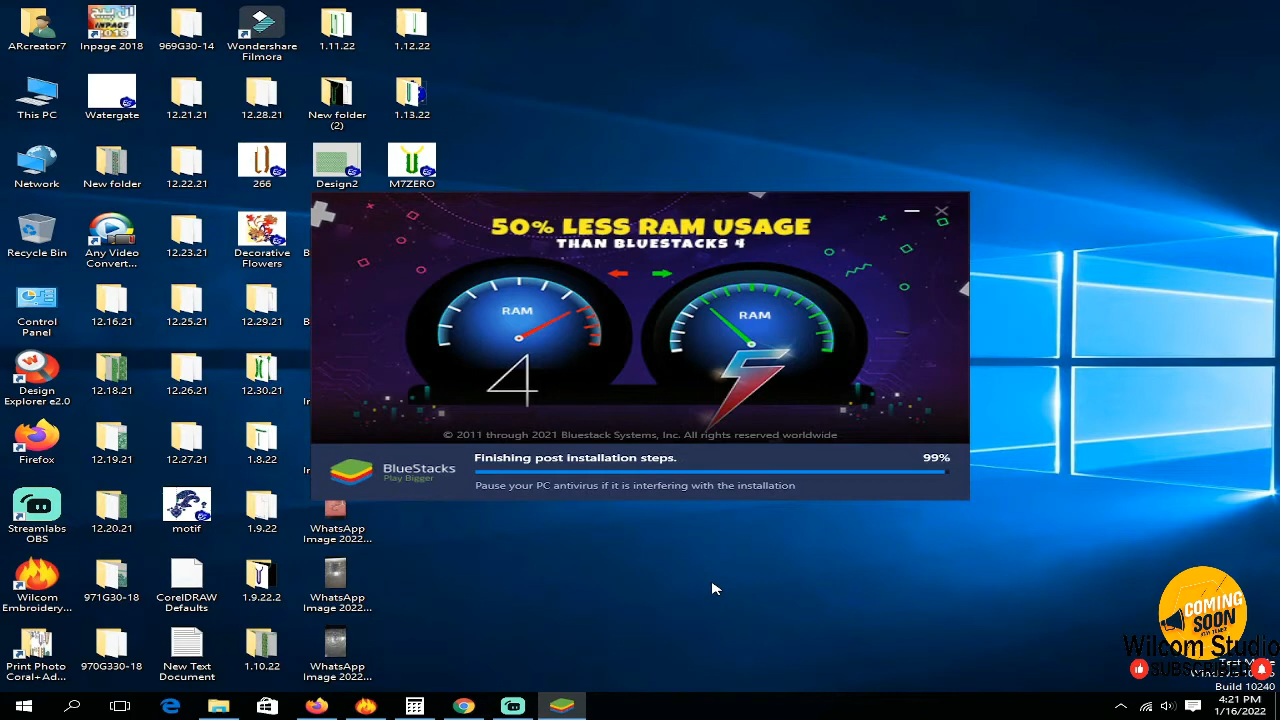 ARcreator7
Inpage 2018
969G30-14
Wondershare
Filmora
1.11.22
1.12.22
This PC
Watergate
12.21.21
12.28.21
New folder
(2)
1.13.22
Network
New folder
12.22.21
266
Design2
M7ZERO
Recycle Bin
Any Video
Convert...
12.23.21
Decorative
Flowers
Control
Panel
12.16.21
12.25.21
12.29.21
Design
Explorer e2.0
12.18.21
12.26.21
12.30.21
Firefox
12.19.21
12.27.21
1.8.22
Streamlabs
OBS
12.20.21
motif
1.9.22
WhatsApp
Image 2022...
Wilcom
Embroidery...
971G30-18
CorelDRAW
Defaults
1.9.22.2
WhatsApp
Image 2022...
Print Photo
Coral+Ad...
970G330-18
New Text
Document
1.10.22
WhatsApp
Image 2022...
50% LESS RAM USAGE
THAN BLUESTACKS 4
RAM
RAM
4
5
© 2011 through 2021 Bluestack Systems, Inc. All rights reserved worldwide
BlueStacks
Play Bigger
Finishing post installation steps.
99%
Pause your PC antivirus if it is interfering with the installation
COMING
SOON
Wilcom Studio
SUBSCRIBE
Build 10240
4:21 PM
1/16/2022